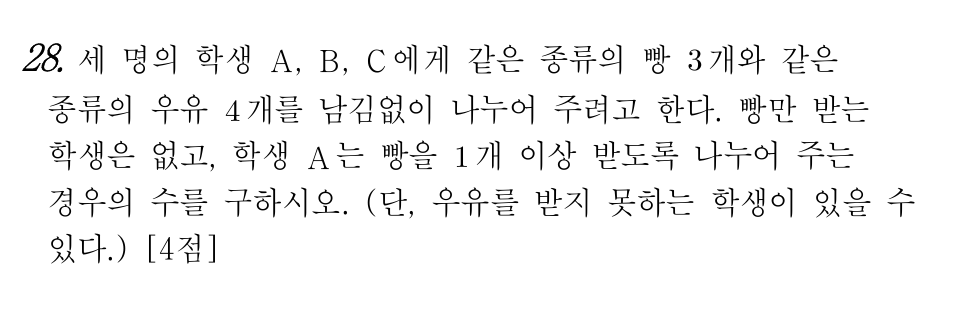 28. 세 명의 학생 A, B, C에게 같은 종류의 빵 3개와 같은
종류의 우유 4개를 남김없이 나누어 주려고 한다. 빵만 받는
학생은 없고, 학생 A는 빵을 1개 이상 받도록 나누어 주는
경우의 수를 구하시오. (단, 우유를 받지 못하는 학생이 있을 수
있다.) [4점]